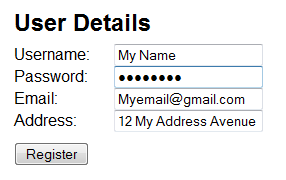 User Details
Username: My Name
Password: ●●●●●●●●
Email: Myemail@gmail.com
Address: 12 My Address Avenue
Register